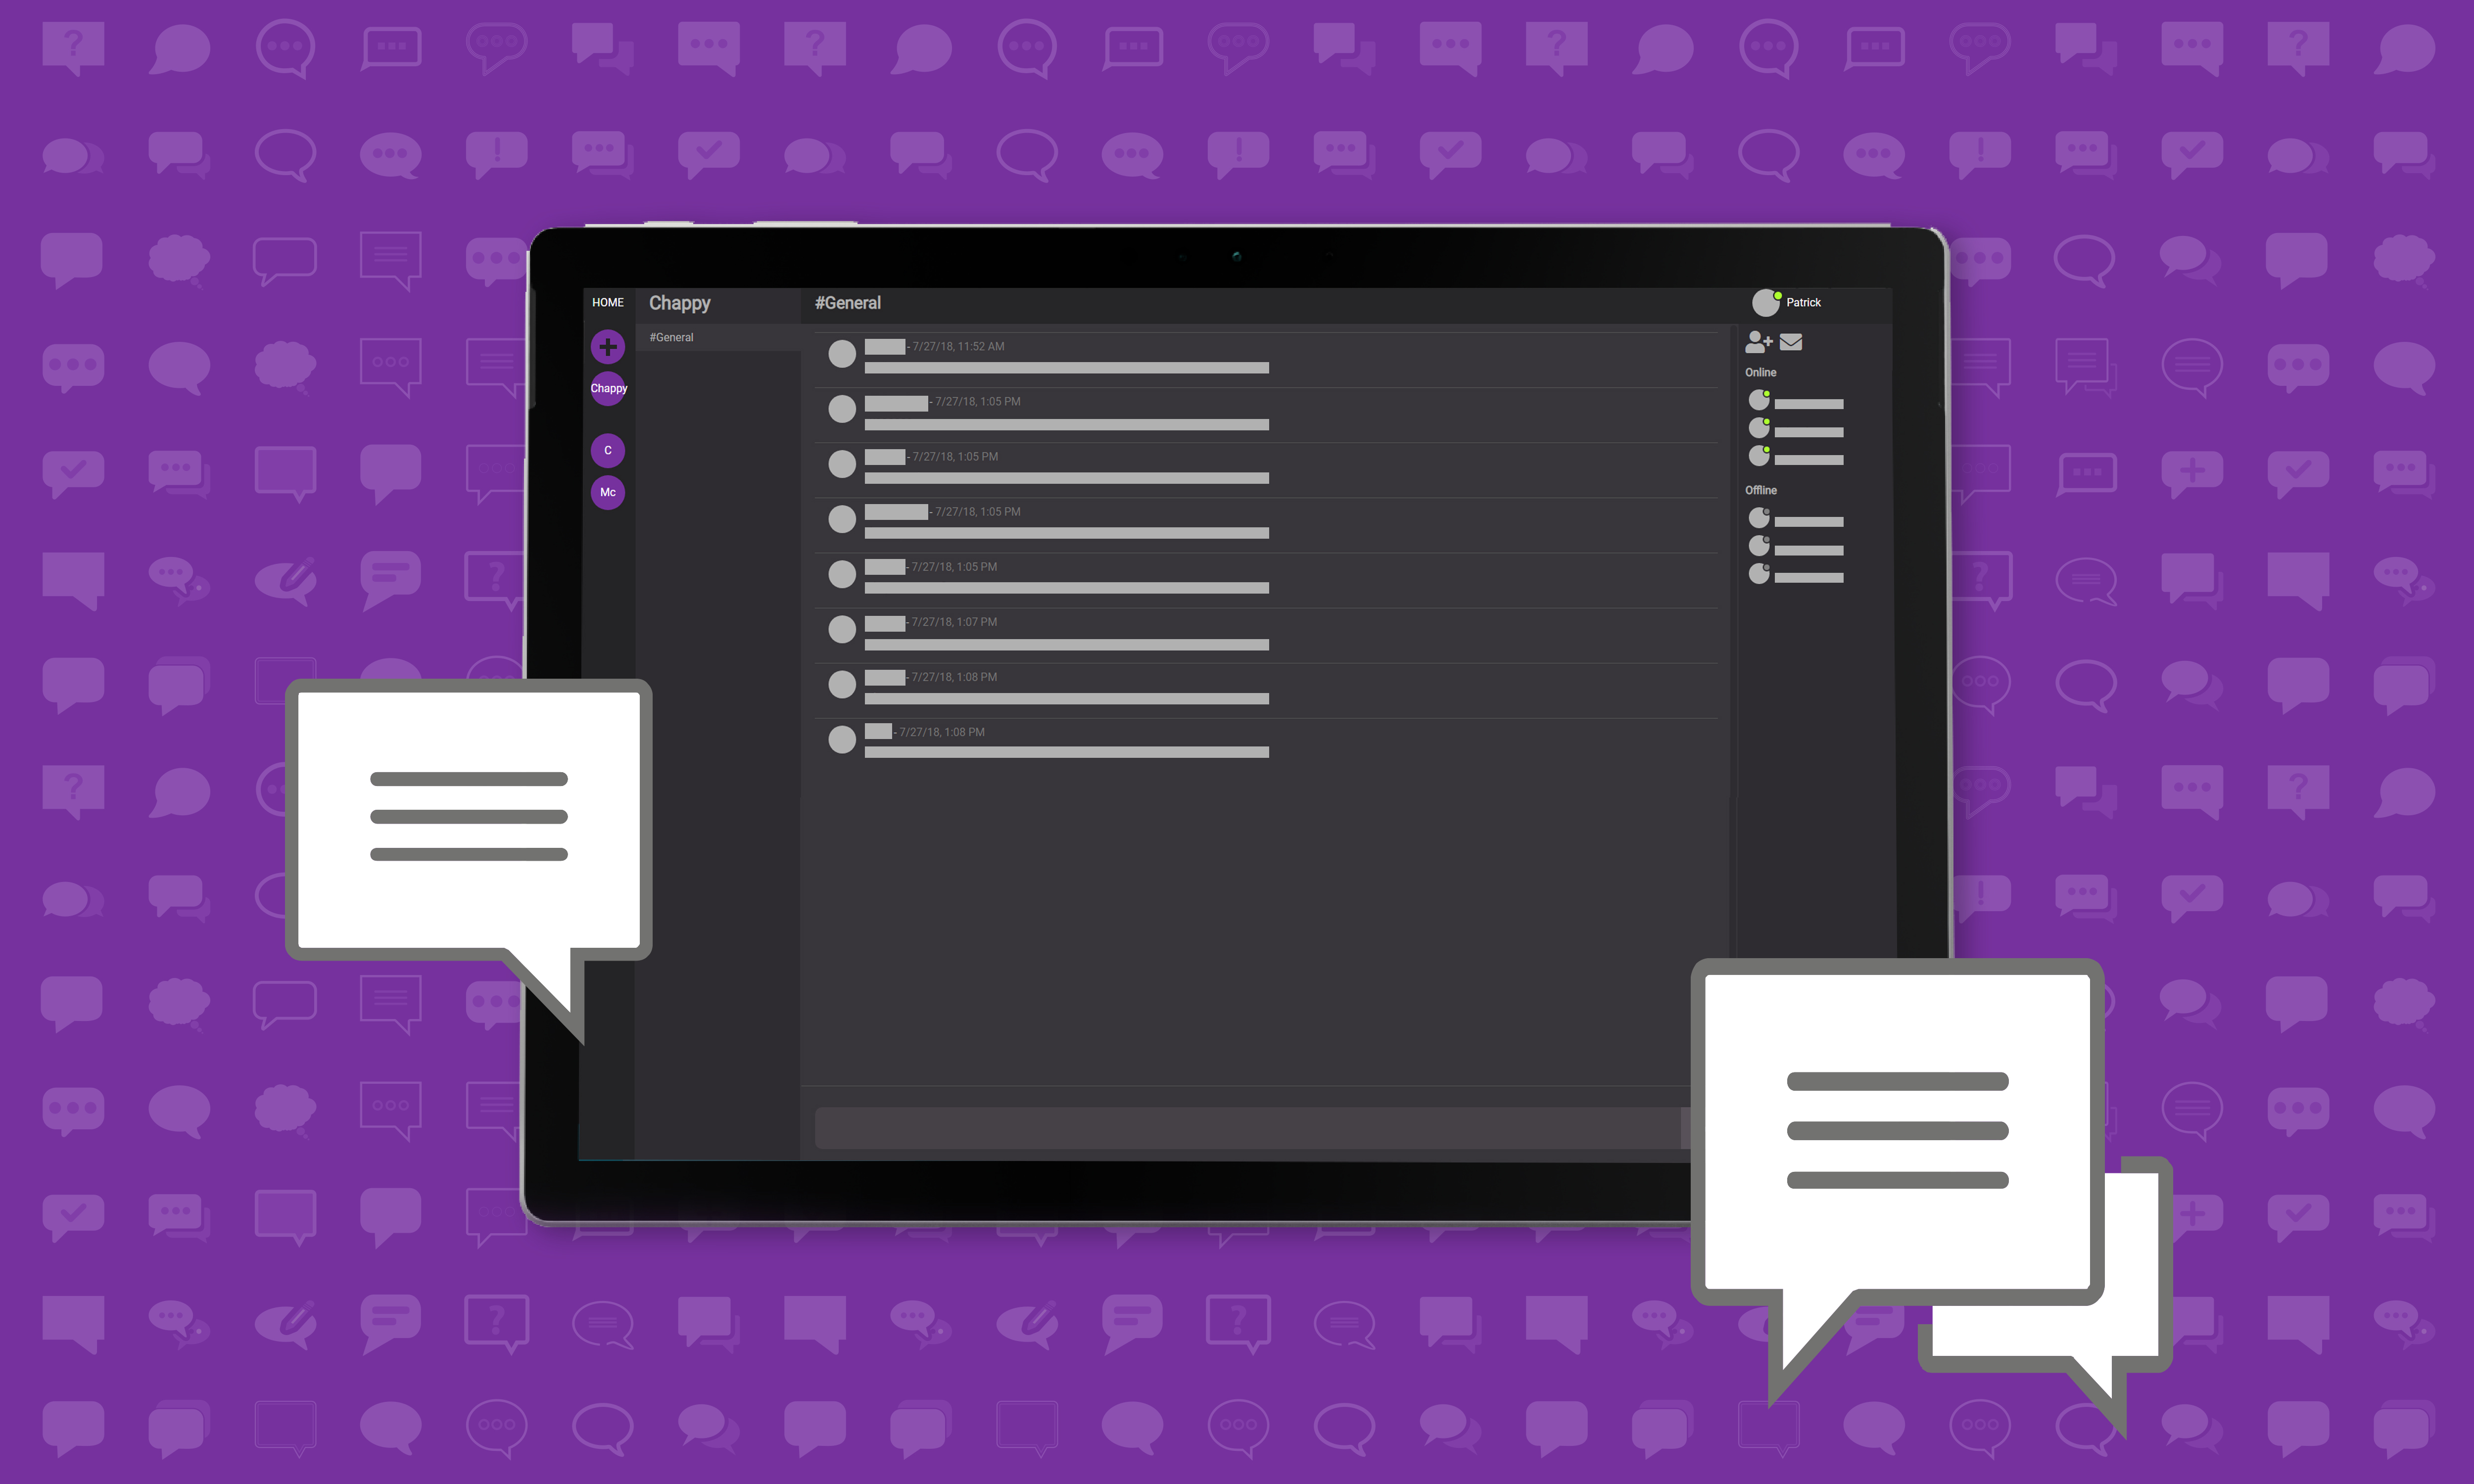 HOME
Chappy
#General
Patrick
Chappy
C
Mc
#General
- 7/27/18, 11:52 AM
- 7/27/18, 1:05 PM
- 7/27/18, 1:05 PM
- 7/27/18, 1:05 PM
- 7/27/18, 1:05 PM
- 7/27/18, 1:07 PM
- 7/27/18, 1:08 PM
- 7/27/18, 1:08 PM
Online
Offline